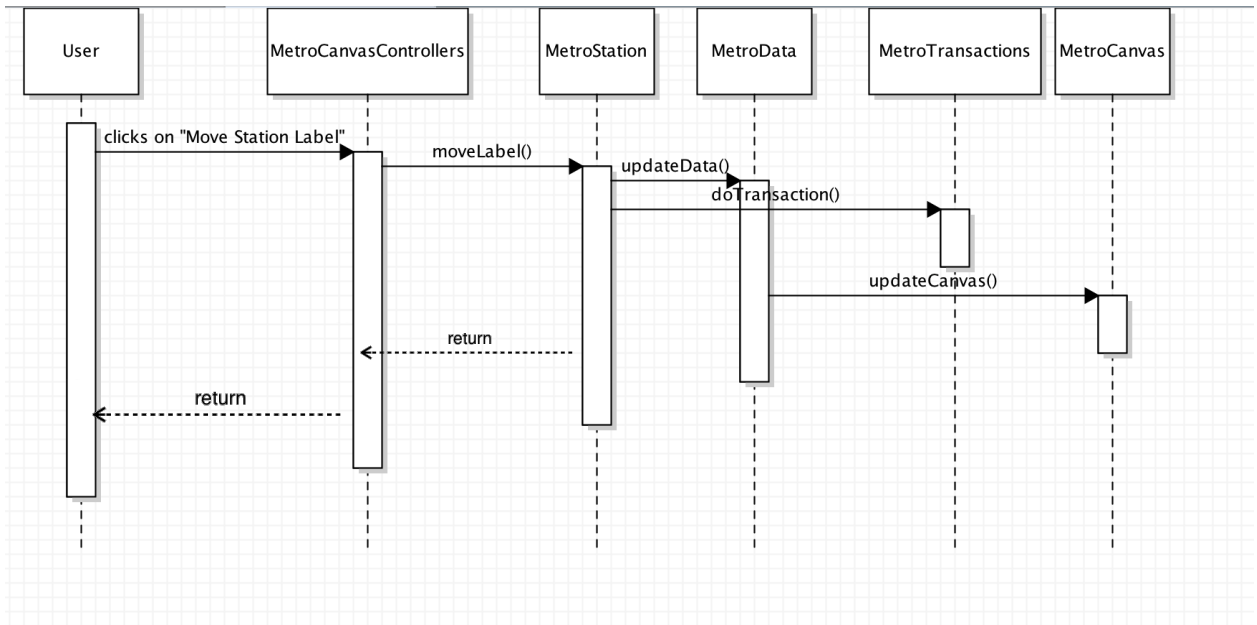 User
MetroCanvasControllers
MetroStation
MetroData
MetroTransactions
MetroCanvas
clicks on "Move Station Label"
moveLabel()
updateData()
doTransaction()
updateCanvas()
return
return